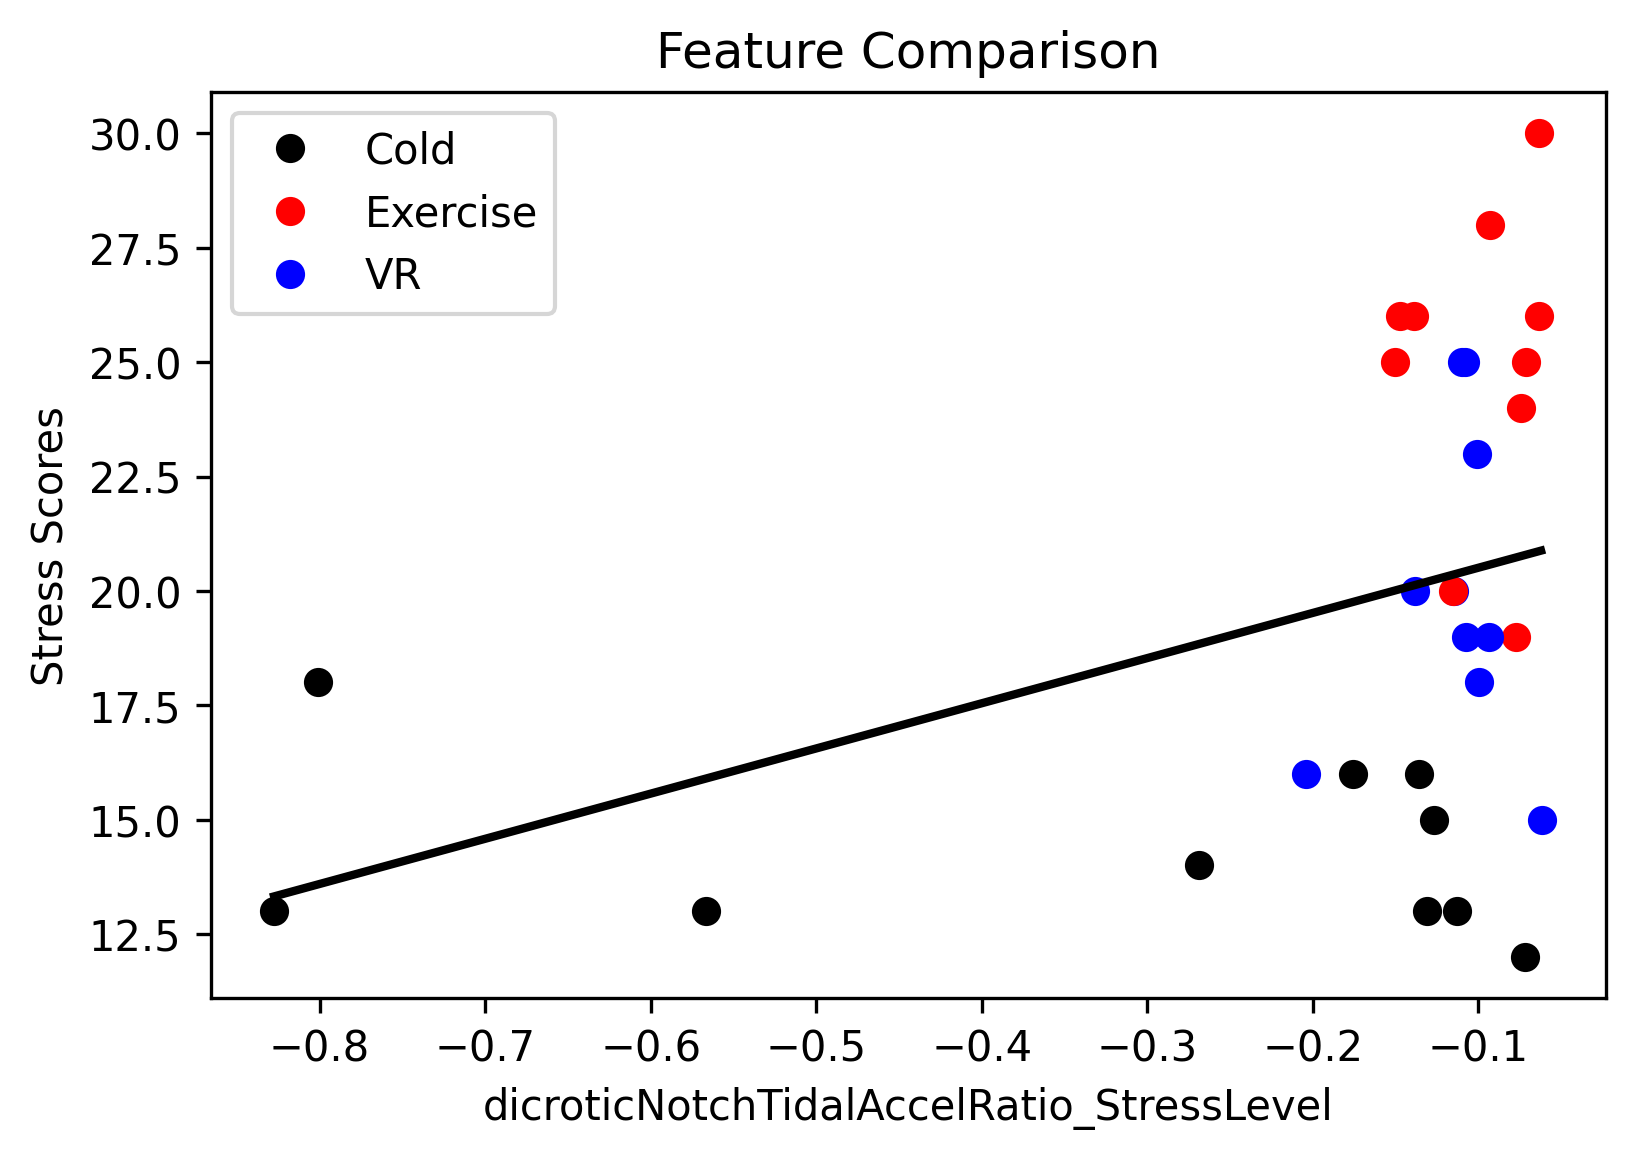 Feature Comparison
Cold
Exercise
VR
30.0
27.5
25.0
22.5
20.0
17.5
15.0
12.5
Stress Scores
−0.8 −0.7 −0.6 −0.5 −0.4 −0.3 −0.2 −0.1
dicroticNotchTidalAccelRatio_StressLevel